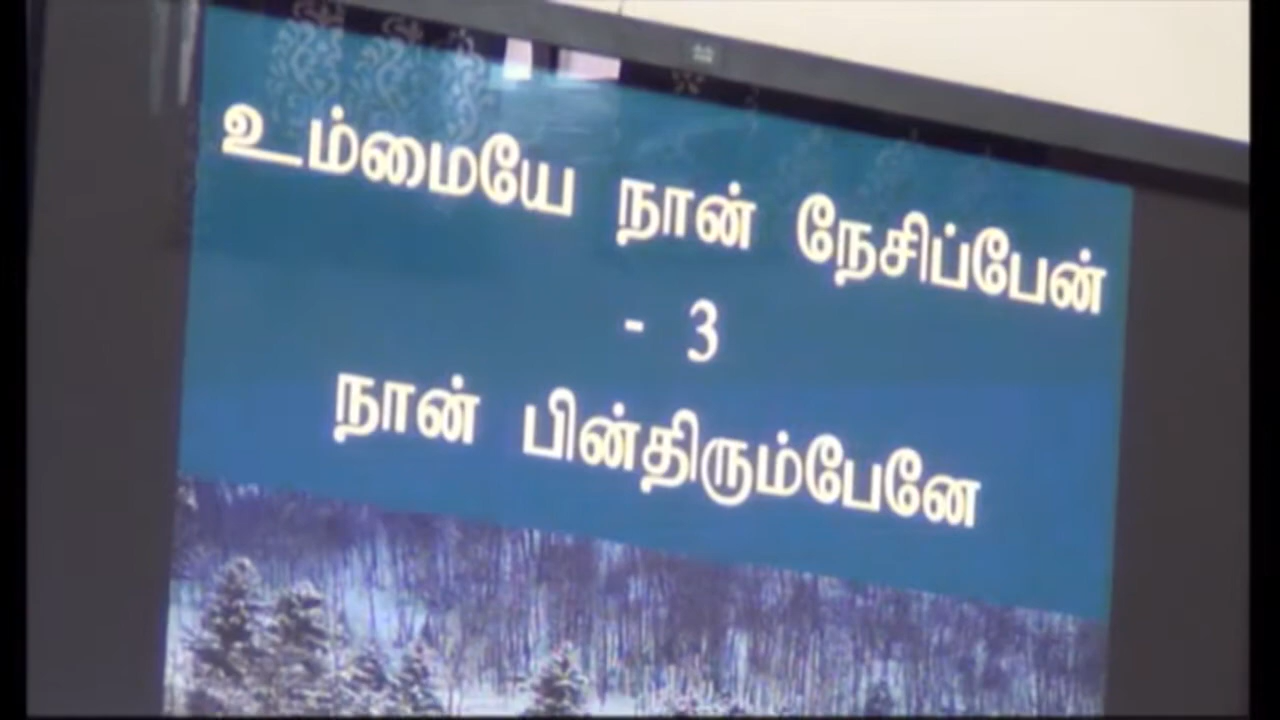 உம்மையே நான் நேசிப்பேன்
- 3
நான் பின்திரும்பேனே